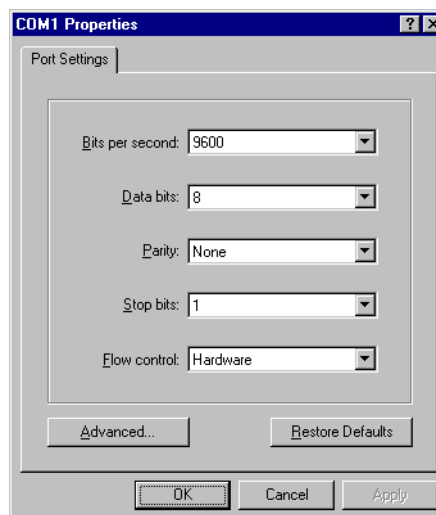 COM1 Properties
Port Settings
Bits per second: 9600
Data bits: 8
Parity: None
Stop bits: 1
Flow control: Hardware
Advanced... Restore Defaults
OK Cancel Apply